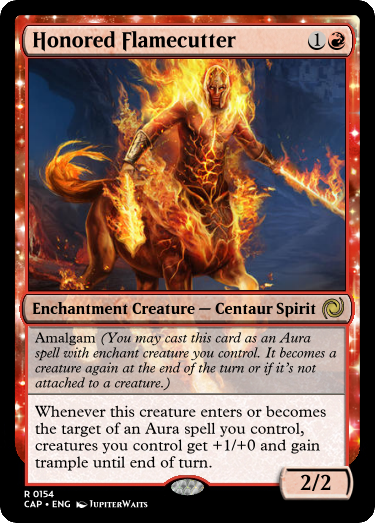 Honored Flamecutter 1
Enchantment Creature — Centaur Spirit
Amalgam (You may cast this card as an Aura
spell with enchant creature you control. It becomes a
creature again at the end of the turn or if it's not
attached to a creature.)
Whenever this creature enters or becomes
the target of an Aura spell you control,
creatures you control get +1/+0 and gain
trample until end of turn.
2/2
R 0154
CAP • ENG JupiterWaits